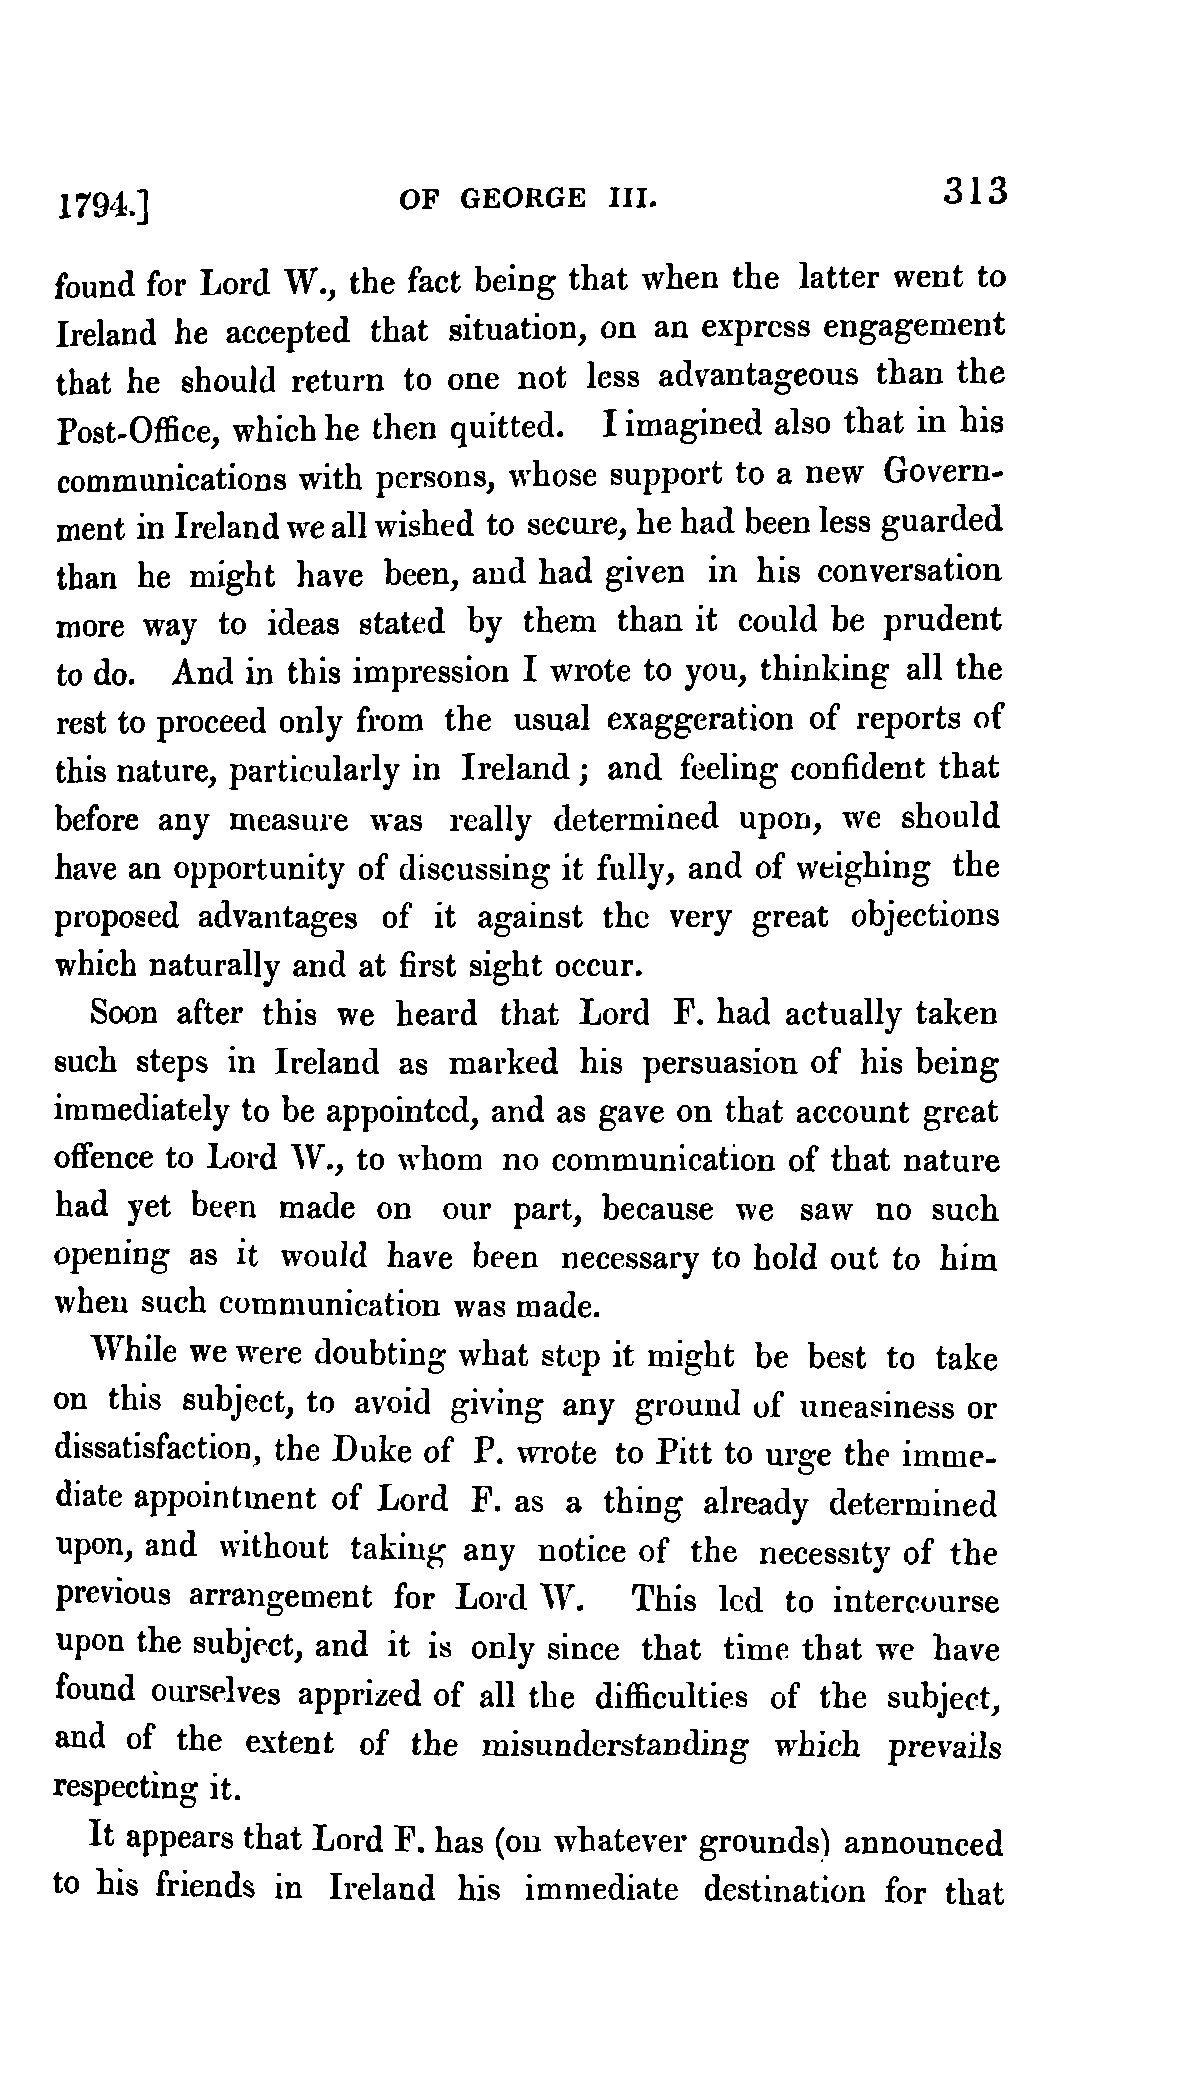 1794.] OF GEORGE III. 313
found for Lord W., the fact being that when the latter went to
Ireland he accepted that situation, on an express engagement
that he should return to one not less advantageous than the
Post-Office, which he then quitted. I imagined also that in his
communications with persons, whose support to a new Govern-
ment in Ireland we all wished to secure, he had been less guarded
than he might have been, and had given in his conversation
more way to ideas stated by them than it could be prudent
to do. And in this impression I wrote to you, thinking all the
rest to proceed only from the usual exaggeration of reports of
this nature, particularly in Ireland; and feeling confident that
before any measure was really determined upon, we should
have an opportunity of discussing it fully, and of weighing the
proposed advantages of it against the very great objections
which naturally and at first sight occur.
Soon after this we heard that Lord F. had actually taken
such steps in Ireland as marked his persuasion of his being
immediately to be appointed, and as gave on that account great
offence to Lord W., to whom no communication of that nature
had yet been made on our part, because we saw no such
opening as it would have been necessary to hold out to him
when such communication was made.
While we were doubting what step it might be best to take
on this subject, to avoid giving any ground of uneasiness or
dissatisfaction, the Duke of P. wrote to Pitt to urge the imme-
diate appointment of Lord F. as a thing already determined
upon, and without taking any notice of the necessity of the
previous arrangement for Lord W. This led to intercourse
upon the subject, and it is only since that time that we have
found ourselves apprized of all the difficulties of the subject,
and of the extent of the misunderstanding which prevails
respecting it.
It appears that Lord F. has (on whatever grounds) announced
to his friends in Ireland his immediate destination for that